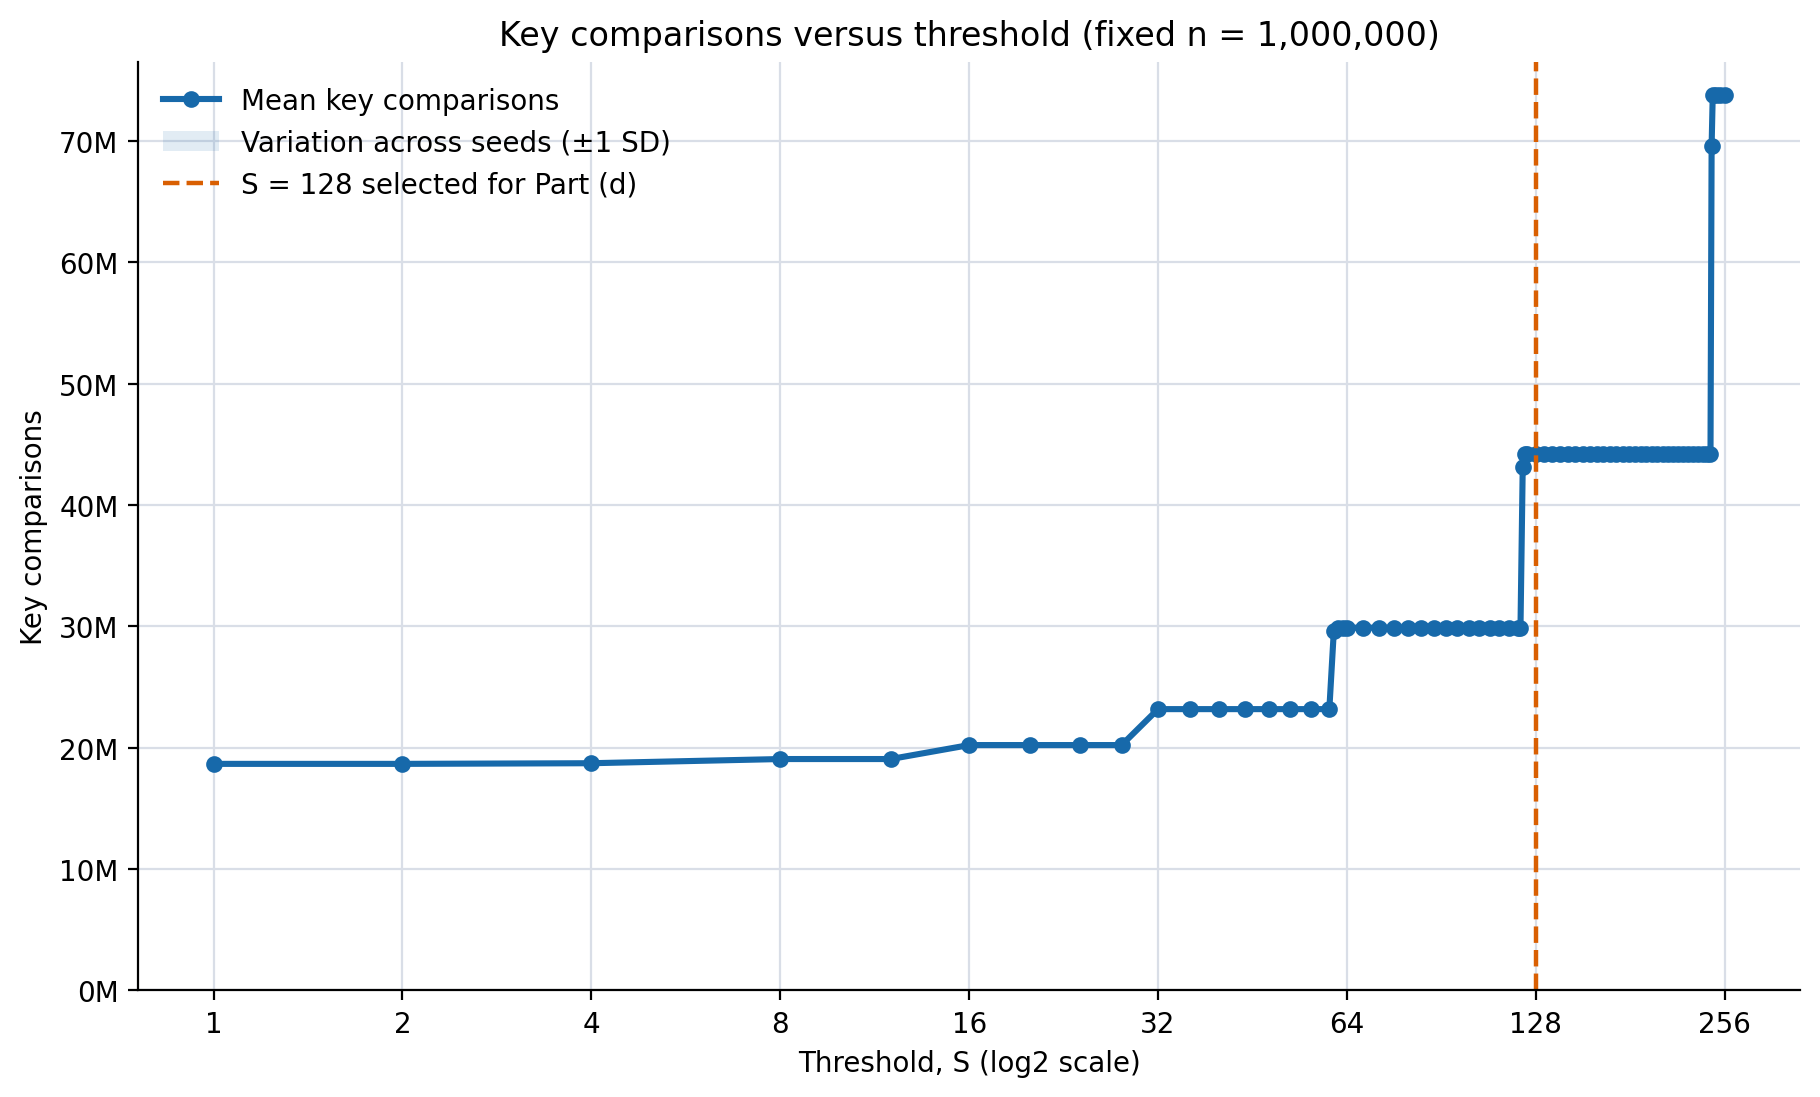 Key comparisons versus threshold (fixed n = 1,000,000)
Mean key comparisons
Variation across seeds (±1 SD)
S = 128 selected for Part (d)
70M
60M
50M
40M
30M
20M
10M
0M
Key comparisons
1 2 4 8 16 32 64 128 256
Threshold, S (log2 scale)